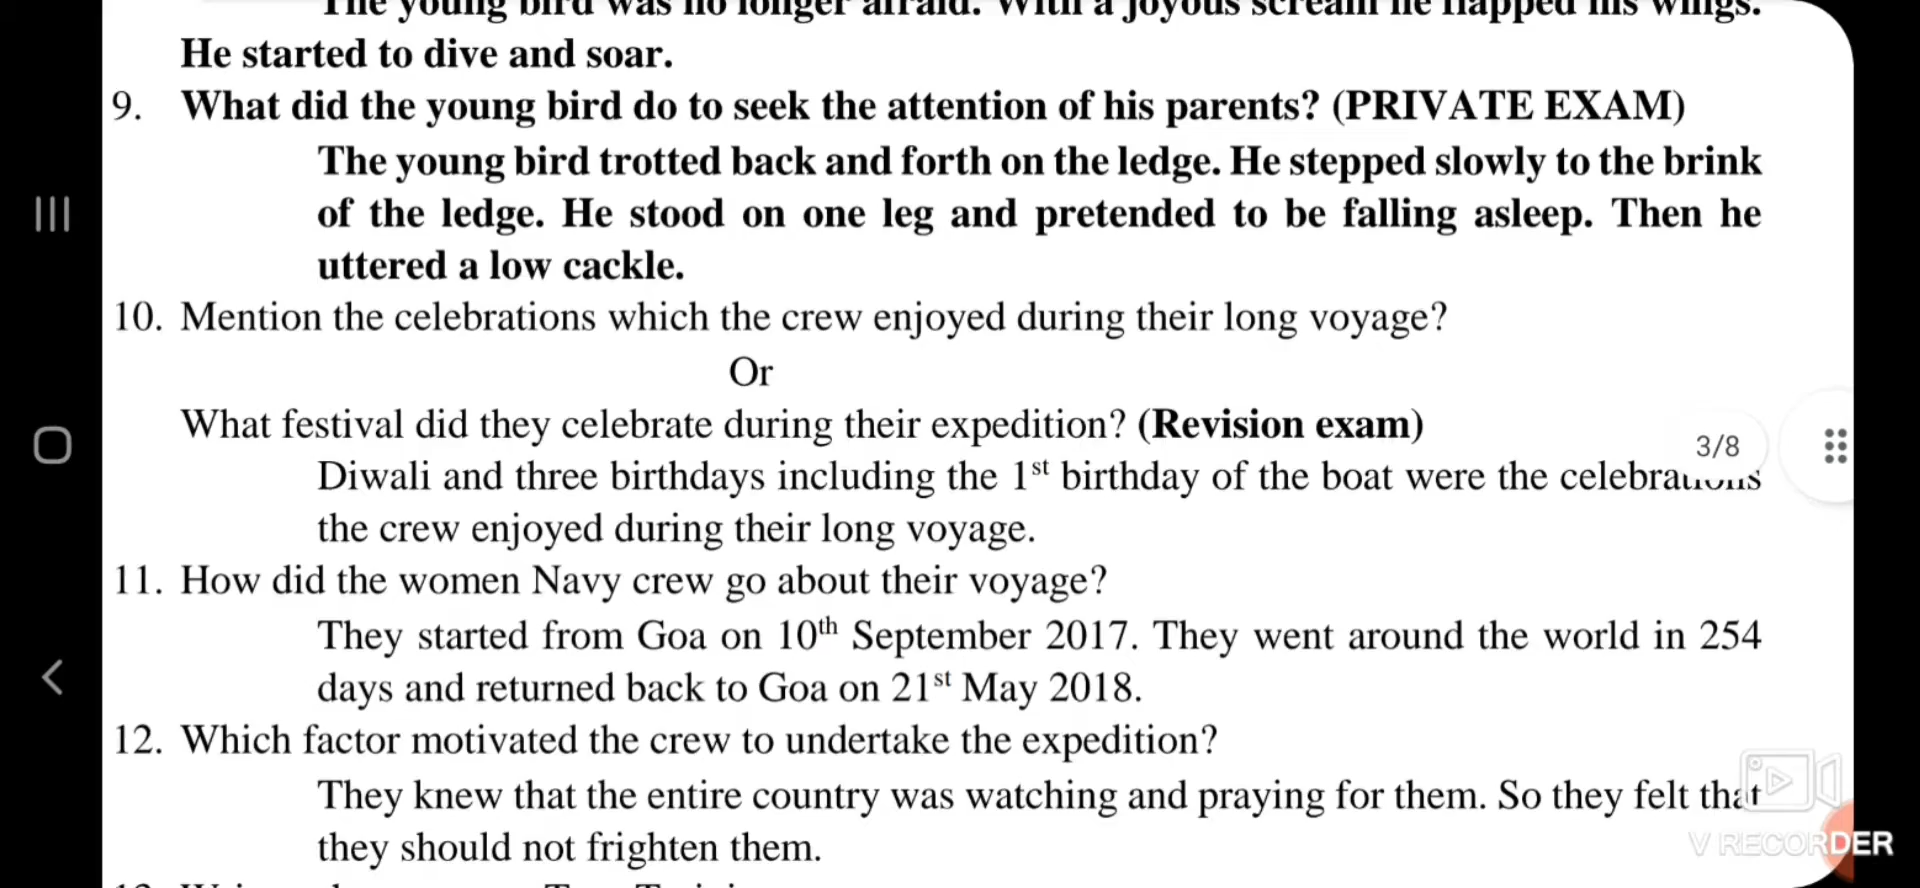 The young bird was no longer afraid. With a joyous scream he flapped his wings.
He started to dive and soar.
9. What did the young bird do to seek the attention of his parents? (PRIVATE EXAM)
The young bird trotted back and forth on the ledge. He stepped slowly to the brink
of the ledge. He stood on one leg and pretended to be falling asleep. Then he
uttered a low cackle.
10. Mention the celebrations which the crew enjoyed during their long voyage?
Or
What festival did they celebrate during their expedition? (Revision exam)
3/8
Diwali and three birthdays including the 1st birthday of the boat were the celebrations
the crew enjoyed during their long voyage.
11. How did the women Navy crew go about their voyage?
They started from Goa on 10th September 2017. They went around the world in 254
days and returned back to Goa on 21st May 2018.
12. Which factor motivated the crew to undertake the expedition?
They knew that the entire country was watching and praying for them. So they felt that
they should not frighten them.
V RECORDER